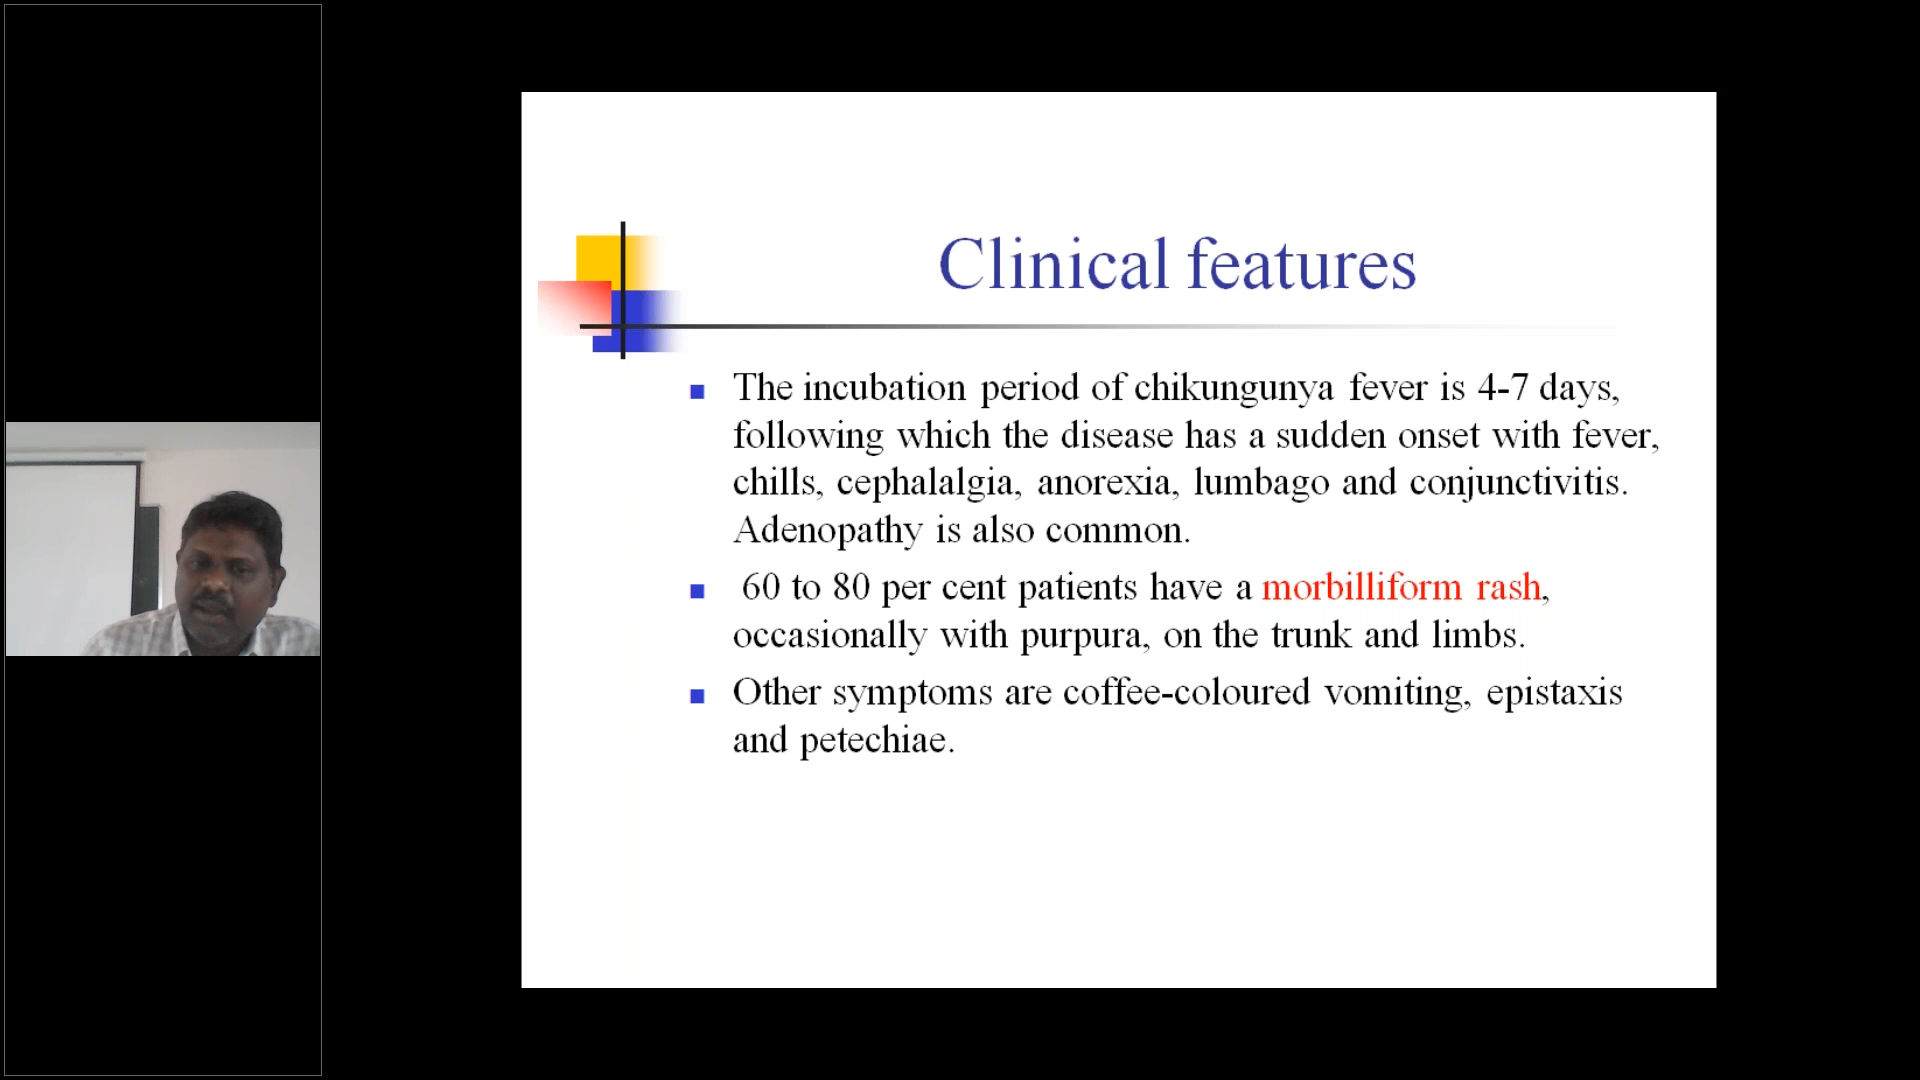 Clinical features
The incubation period of chikungunya fever is 4-7 days,
following which the disease has a sudden onset with fever,
chills, cephalalgia, anorexia, lumbago and conjunctivitis.
Adenopathy is also common.
60 to 80 per cent patients have a morbilliform rash,
occasionally with purpura, on the trunk and limbs.
Other symptoms are coffee-coloured vomiting, epistaxis
and petechiae.